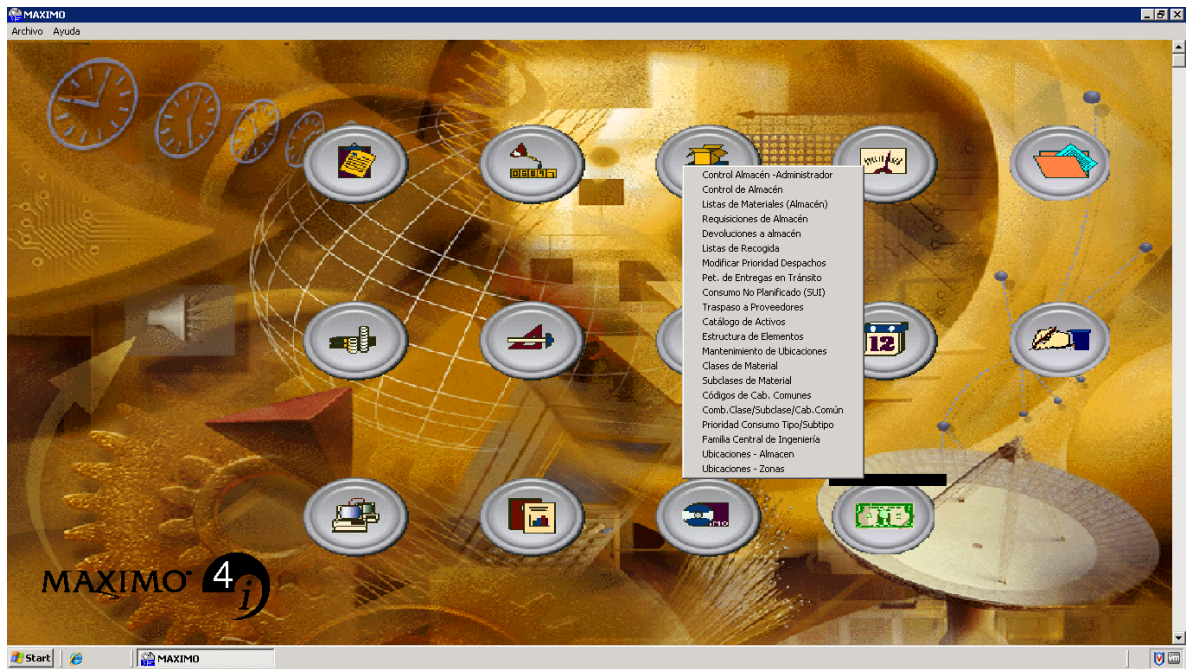 MAXIMO
Archivo Ayuda
Control Almacén -Administrador
Control de Almacén
Listas de Materiales (Almacén)
Requisiciones de Almacén
Devoluciones a almacén
Listas de Recogida
Modificar Prioridad Despachos
Pet. de Entregas en Tránsito
Consumo No Planificado (SUI)
Traspaso a Proveedores
Catálogo de Activos
Estructura de Elementos
Mantenimiento de Ubicaciones
Clases de Material
Subclases de Material
Códigos de Cab. Comunes
Comb.Clase/Subclase/Cab.Común
Prioridad Consumo Tipo/Subtipo
Familia Central de Ingeniería
Ubicaciones - Almacen
Ubicaciones - Zonas
12
MAXIMO 4i
Start
MAXIMO